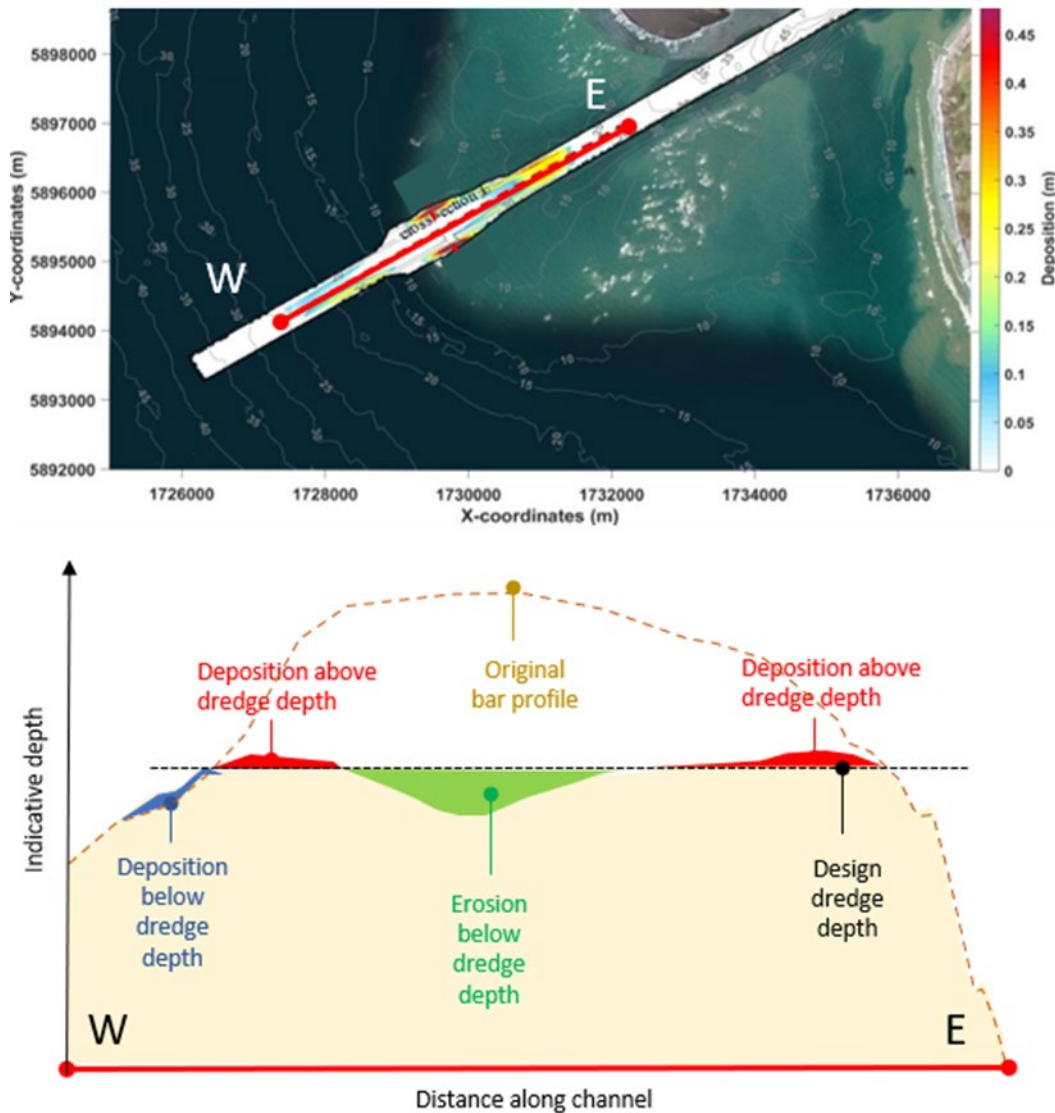 5898000
5897000
5896000
5895000
5894000
5893000
5892000
Y-coordinates (m)
1726000 1728000 1730000 1732000 1734000 1736000
X-coordinates (m)
E
W
0.45
0.4
0.35
0.3
0.25
0.2
0.15
0.1
0.05
0
Deposition (m)
Indicative depth
Deposition above
dredge depth
Original
bar profile
Deposition above
dredge depth
Deposition
below
dredge
depth
Erosion
below
dredge
depth
Design
dredge
depth
W
E
Distance along channel